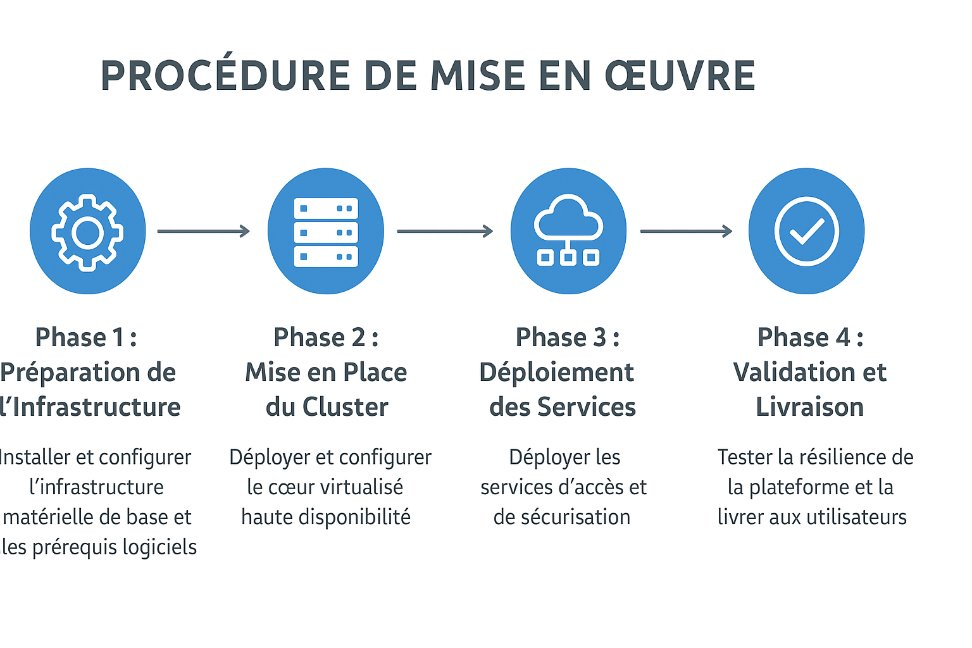 PROCÉDURE DE MISE EN ŒUVRE
Phase 1 :
Préparation de
l'Infrastructure
Installer et configurer
l'infrastructure
matérielle de base et
les prérequis logiciels
Phase 2 :
Mise en Place
du Cluster
Déployer et configurer
le cœur virtualisé
haute disponibilité
Phase 3 :
Déploiement
des Services
Déployer les
services d'accès et
de sécurisation
Phase 4 :
Validation et
Livraison
Tester la résilience de
la plateforme et la
livrer aux utilisateurs